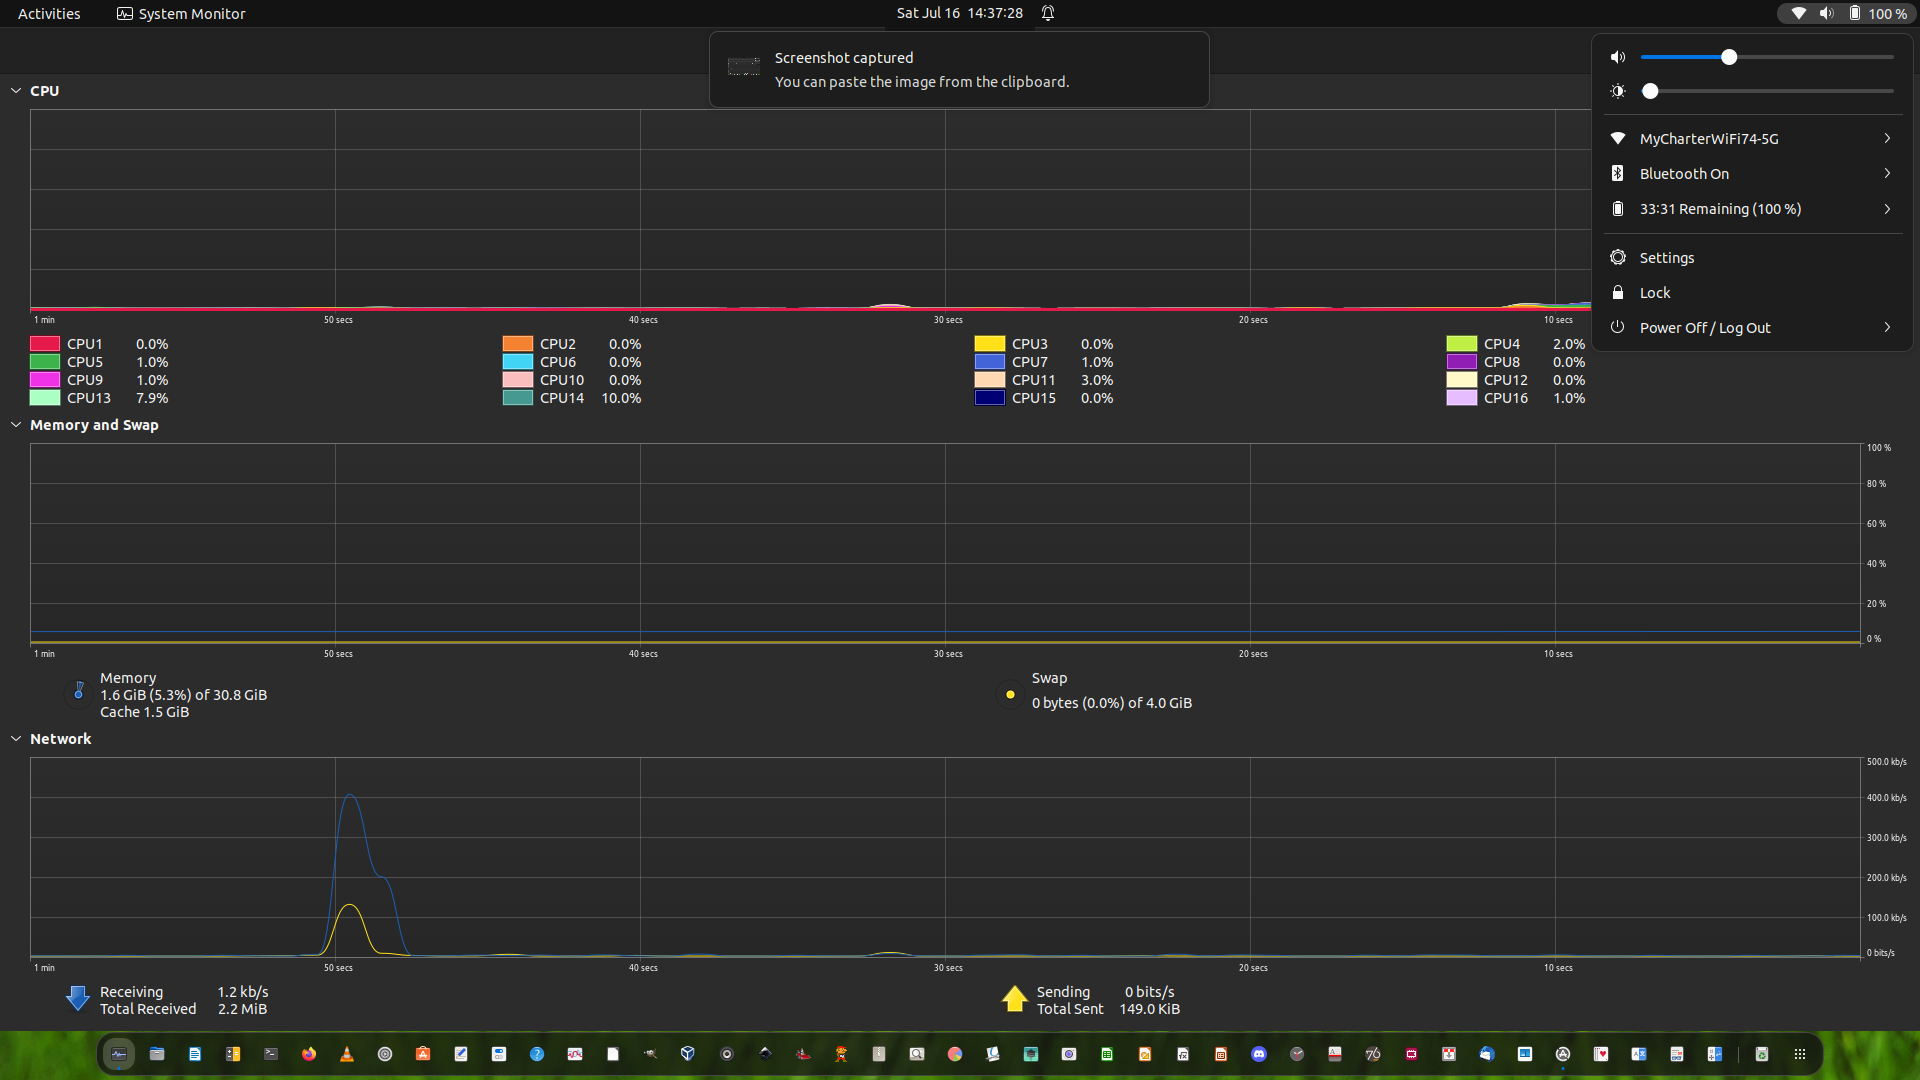 Activities System Monitor Sat Jul 16 14:37:28 100 %
Screenshot captured
You can paste the image from the clipboard.
MyCharterWiFi74-5G
Bluetooth On
33:31 Remaining (100 %)
Settings
Lock
Power Off / Log Out
CPU
1 min 50 secs 40 secs 30 secs 20 secs 10 secs
CPU1 0.0% CPU2 0.0% CPU3 0.0% CPU4 2.0%
CPU5 1.0% CPU6 0.0% CPU7 1.0% CPU8 0.0%
CPU9 1.0% CPU10 0.0% CPU11 3.0% CPU12 0.0%
CPU13 7.9% CPU14 10.0% CPU15 0.0% CPU16 1.0%
Memory and Swap
100 %
80 %
60 %
40 %
20 %
0 %
1 min 50 secs 40 secs 30 secs 20 secs 10 secs
Memory
1.6 GiB (5.3%) of 30.8 GiB
Cache 1.5 GiB
Swap
0 bytes (0.0%) of 4.0 GiB
Network
500.0 kb/s
400.0 kb/s
300.0 kb/s
200.0 kb/s
100.0 kb/s
0 bits/s
1 min 50 secs 40 secs 30 secs 20 secs 10 secs
Receiving 1.2 kb/s
Total Received 2.2 MiB
Sending 0 bits/s
Total Sent 149.0 KiB